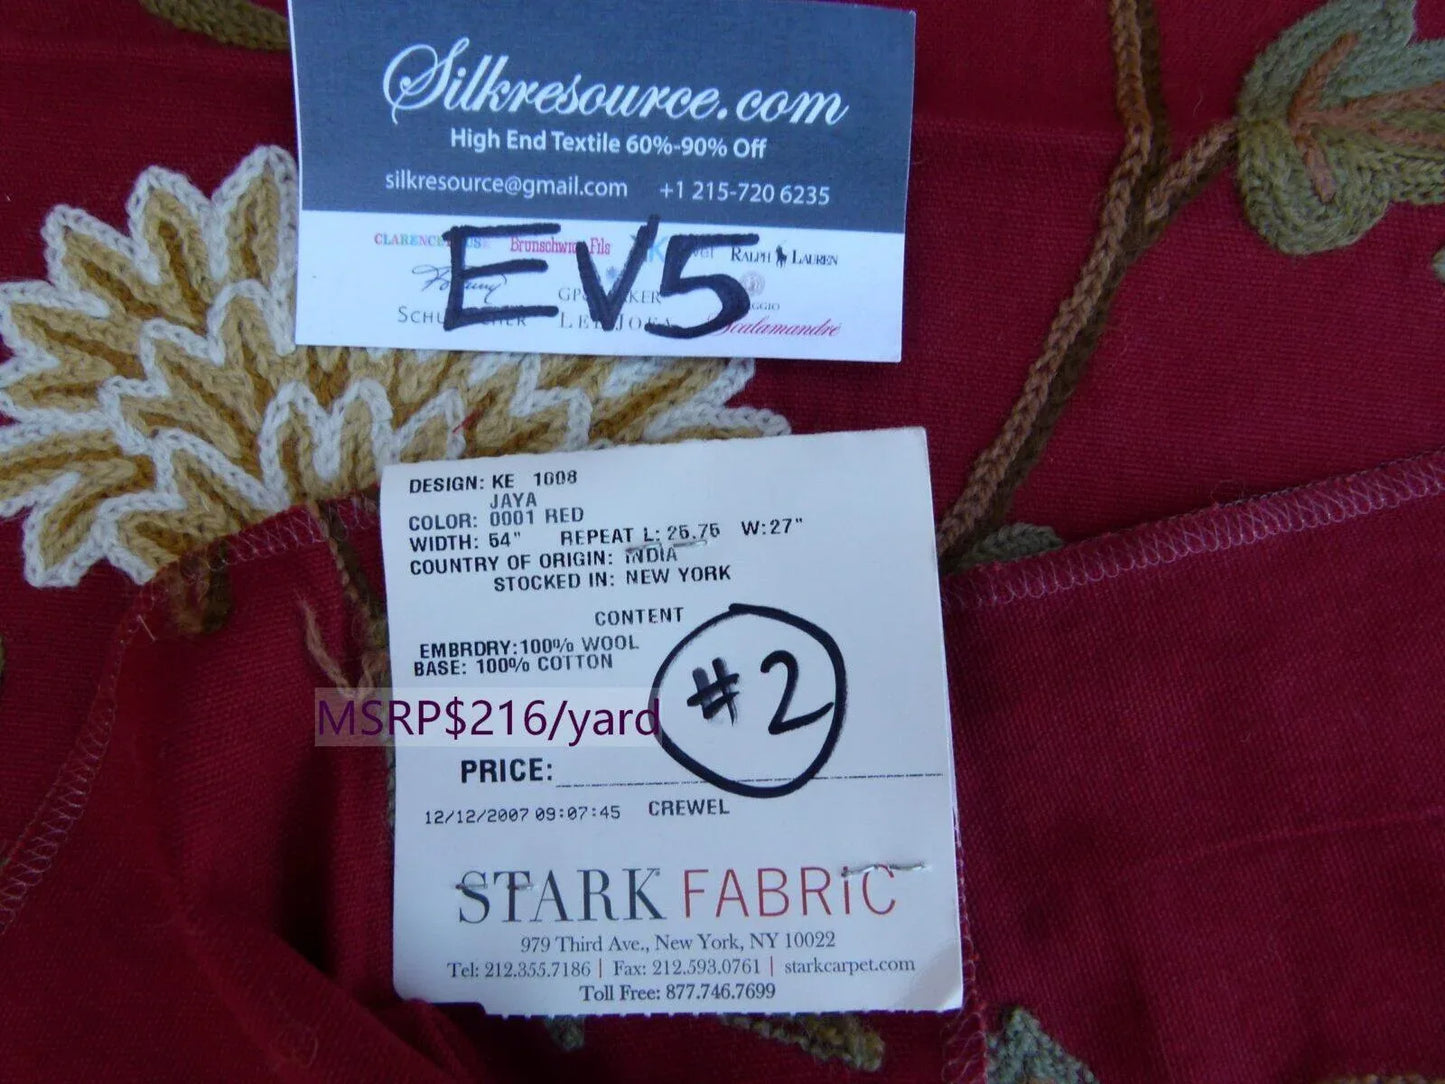 Silkresource.com
High End Textile 60%-90% Off
silkresource@gmail.com +1 215-720 6235
EV5
Brunschwig Fils
RALPH LAUREN
Scalamandré
DESIGN: KE 1008
JAYA
COLOR: 0001 RED
WIDTH: 54" REPEAT L: 25.75 W:27"
COUNTRY OF ORIGIN: INDIA
STOCKED IN: NEW YORK
CONTENT
EMBRDRY:100% WOOL
BASE: 100% COTTON
#2
MSRP$216/yard
PRICE:
12/12/2007 09:07:45 CREWEL
STARK FABRIC
979 Third Ave., New York, NY 10022
Tel: 212.355.7186 | Fax: 212.593.0761 | starkcarpet.com
Toll Free: 877.746.7699